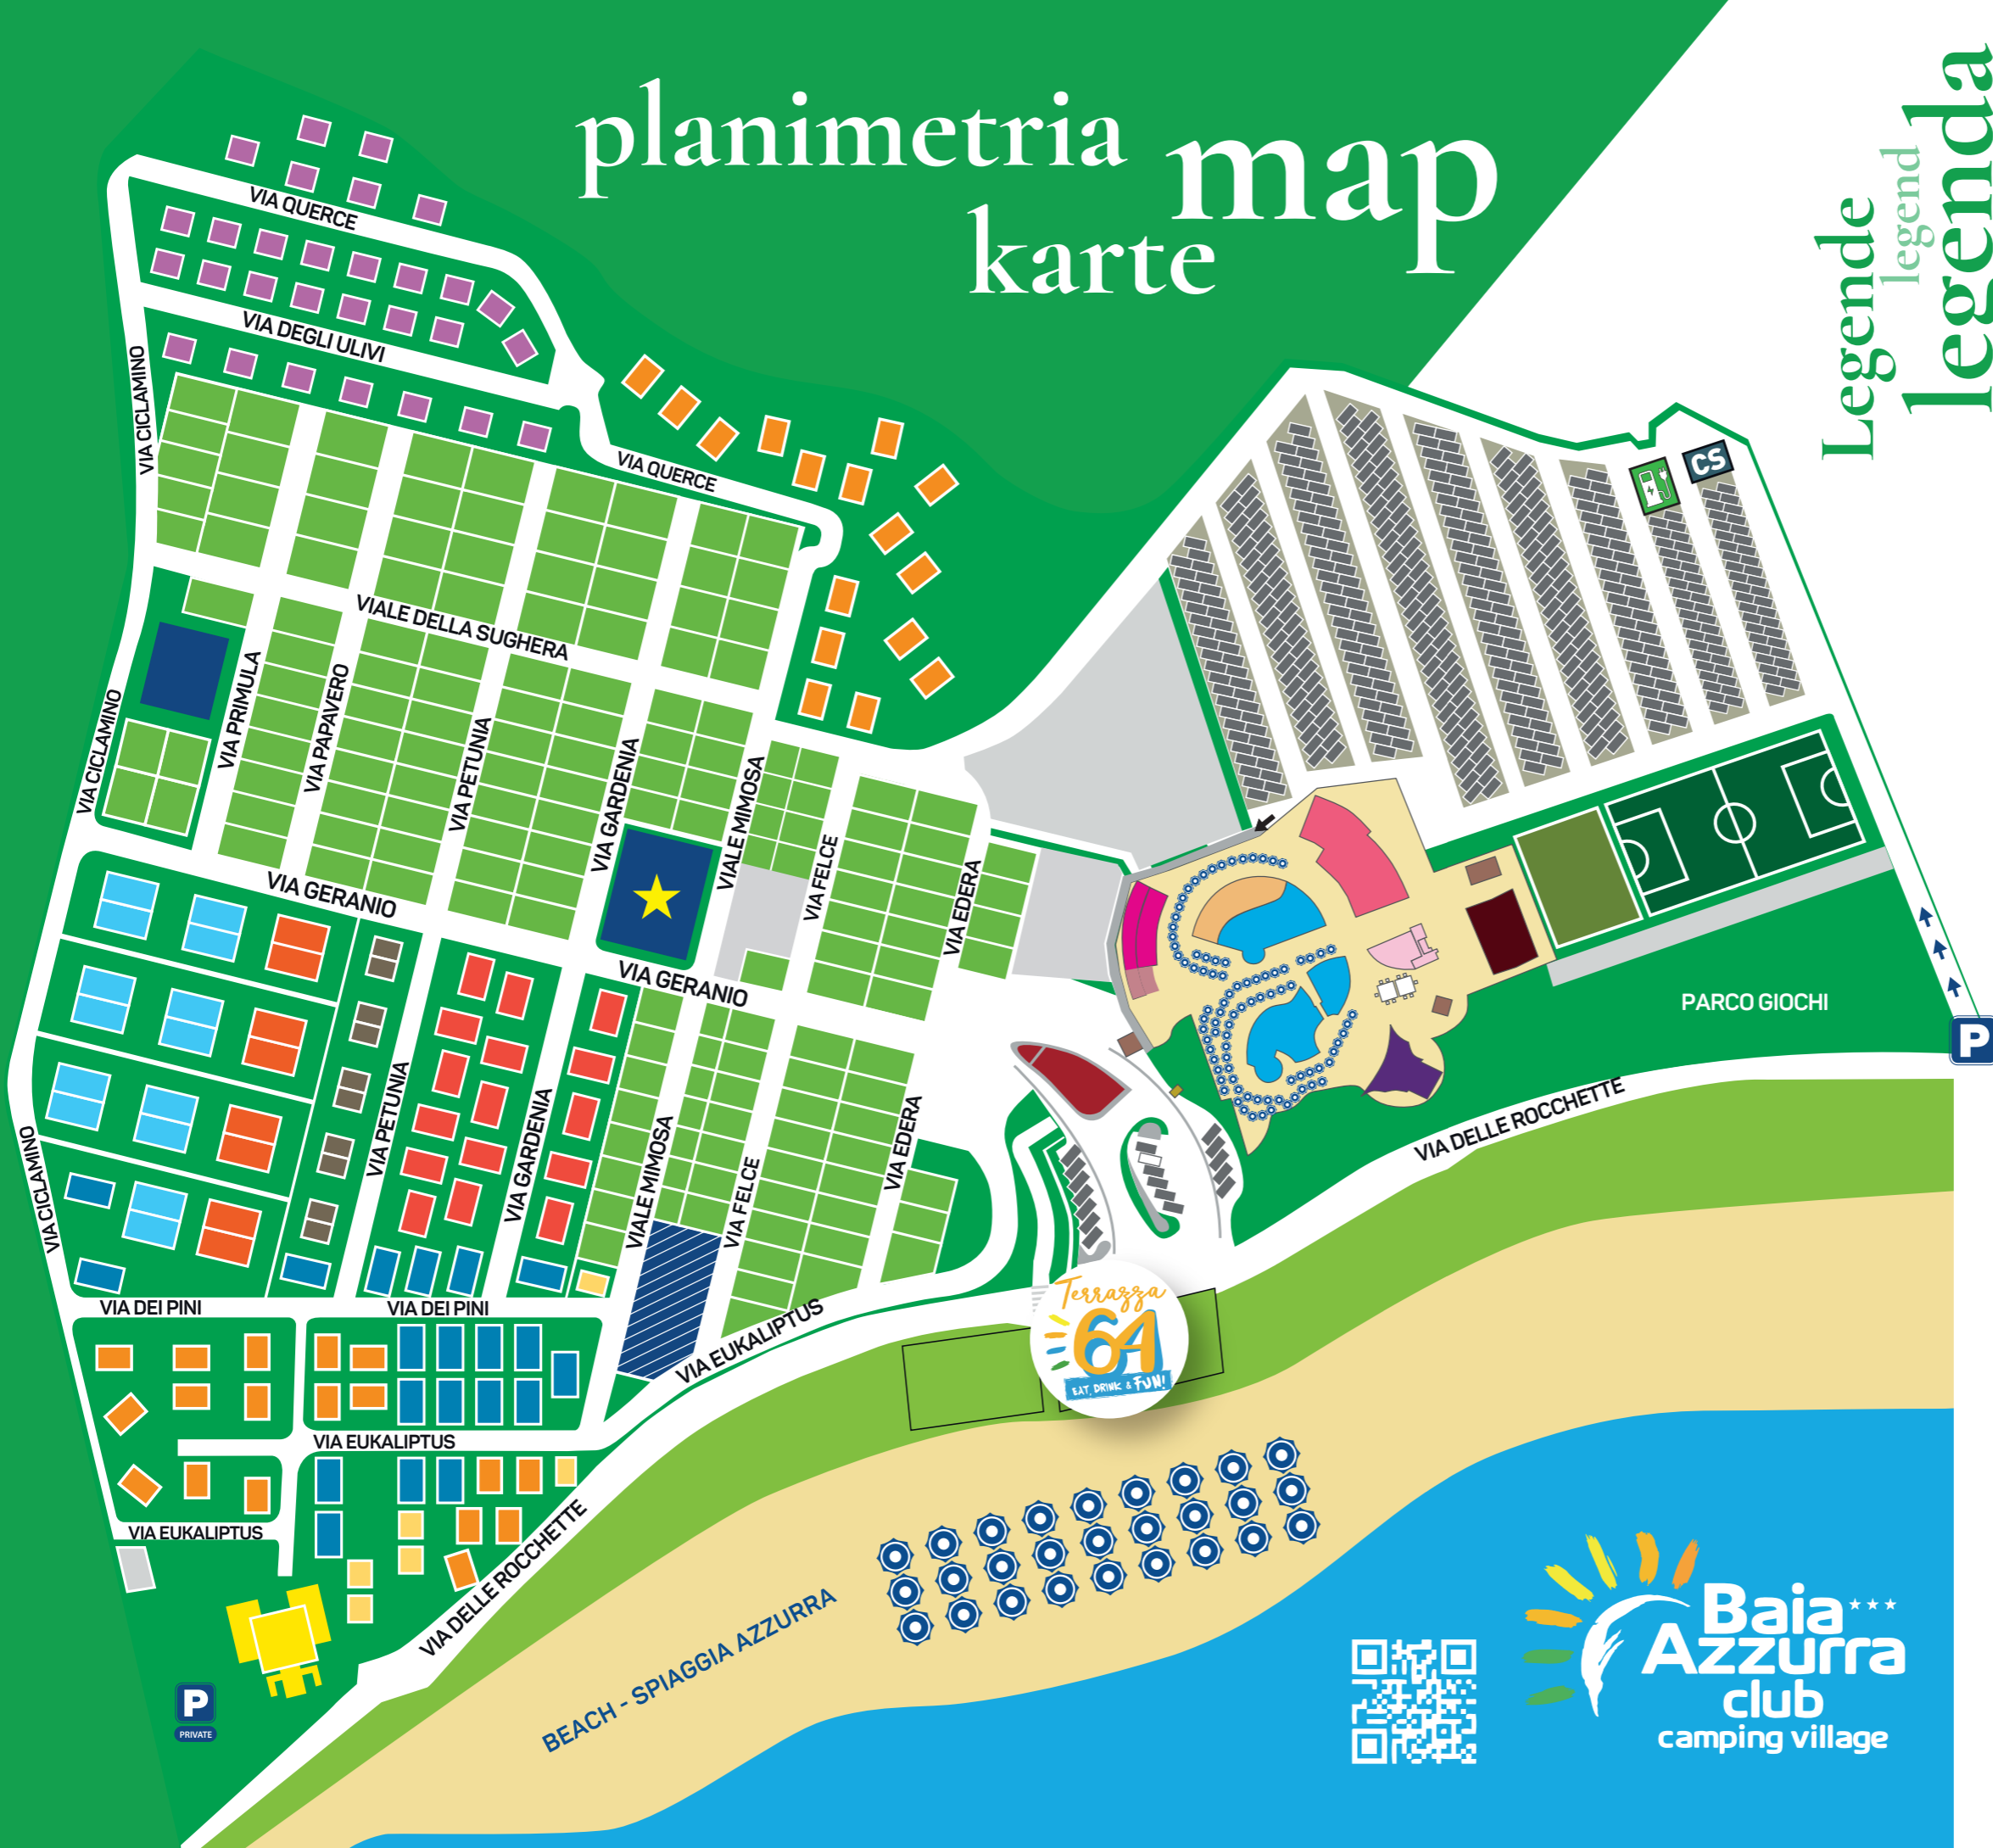 planimetria map
karte
Legende
legend
legenda
VIA QUERCE
VIA DEGLI ULIVI
VIA CICLAMINO
VIA QUERCE
CS
VIALE DELLA SUGHERA
VIA CICLAMINO
VIA PRIMULA
VIA PAPAVERO
VIA PETUNIA
VIA GARDENIA
VIALE MIMOSA
VIA FELCE
VIA EDERA
VIA GERANIO
VIA GERANIO
PARCO GIOCHI
P
VIA CICLAMINO
VIA PETUNIA
VIA GARDENIA
VIALE MIMOSA
VIA FELCE
VIA EDERA
VIA DELLE ROCCHETTE
VIA DEI PINI
VIA DEI PINI
VIA EUKALIPTUS
Terrazza
64
EAT, DRINK & FUN!
VIA EUKALIPTUS
VIA EUKALIPTUS
VIA DELLE ROCCHETTE
BEACH - SPIAGGIA AZZURRA
P
PRIVATE
Baia ★★★
Azzurra
club
camping village